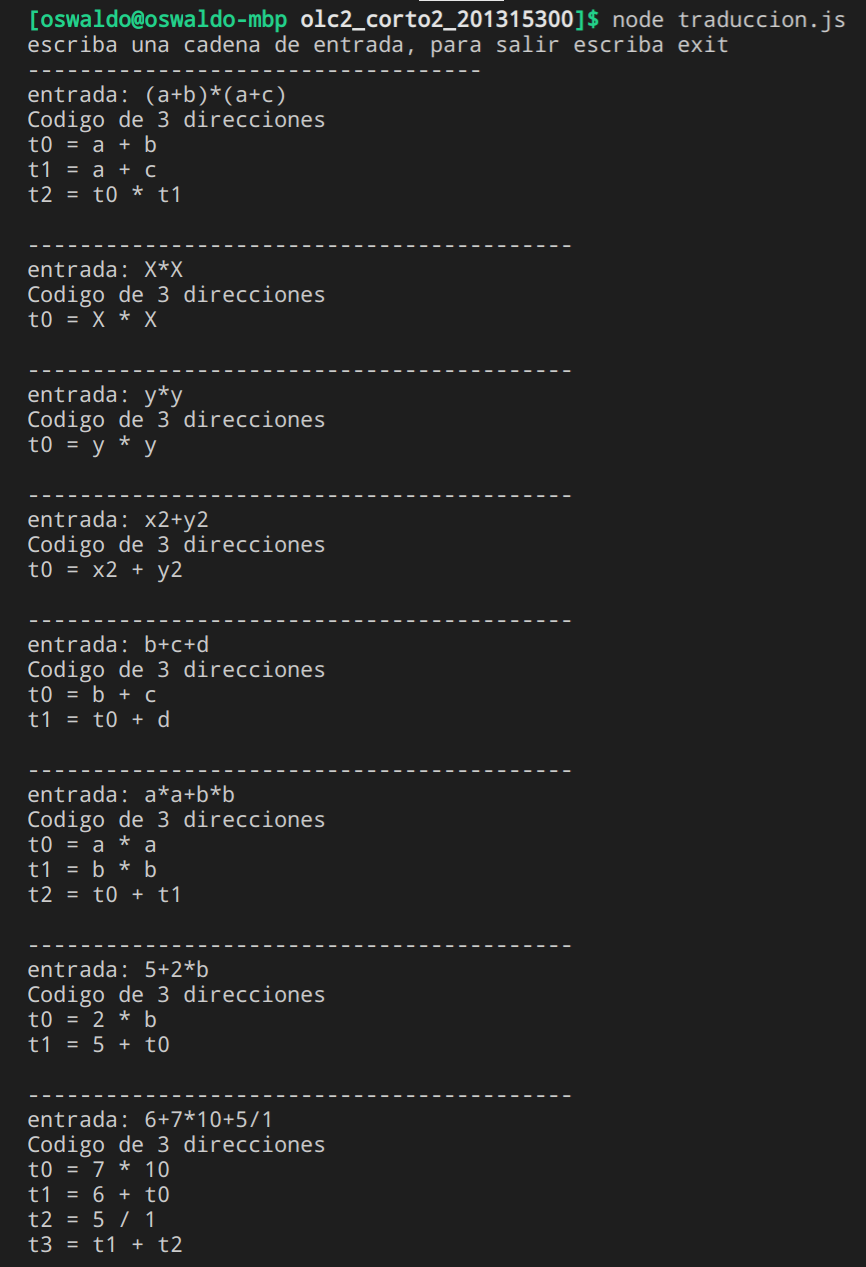 [oswaldo@oswaldo-mbp olc2_corto2_201315300]$ node traduccion.js
escriba una cadena de entrada, para salir escriba exit
-----------------------------------
entrada: (a+b)*(a+c)
Codigo de 3 direcciones
t0 = a + b
t1 = a + c
t2 = t0 * t1
------------------------------------------
entrada: X*X
Codigo de 3 direcciones
t0 = X * X
------------------------------------------
entrada: y*y
Codigo de 3 direcciones
t0 = y * y
------------------------------------------
entrada: x2+y2
Codigo de 3 direcciones
t0 = x2 + y2
------------------------------------------
entrada: b+c+d
Codigo de 3 direcciones
t0 = b + c
t1 = t0 + d
------------------------------------------
entrada: a*a+b*b
Codigo de 3 direcciones
t0 = a * a
t1 = b * b
t2 = t0 + t1
------------------------------------------
entrada: 5+2*b
Codigo de 3 direcciones
t0 = 2 * b
t1 = 5 + t0
------------------------------------------
entrada: 6+7*10+5/1
Codigo de 3 direcciones
t0 = 7 * 10
t1 = 6 + t0
t2 = 5 / 1
t3 = t1 + t2